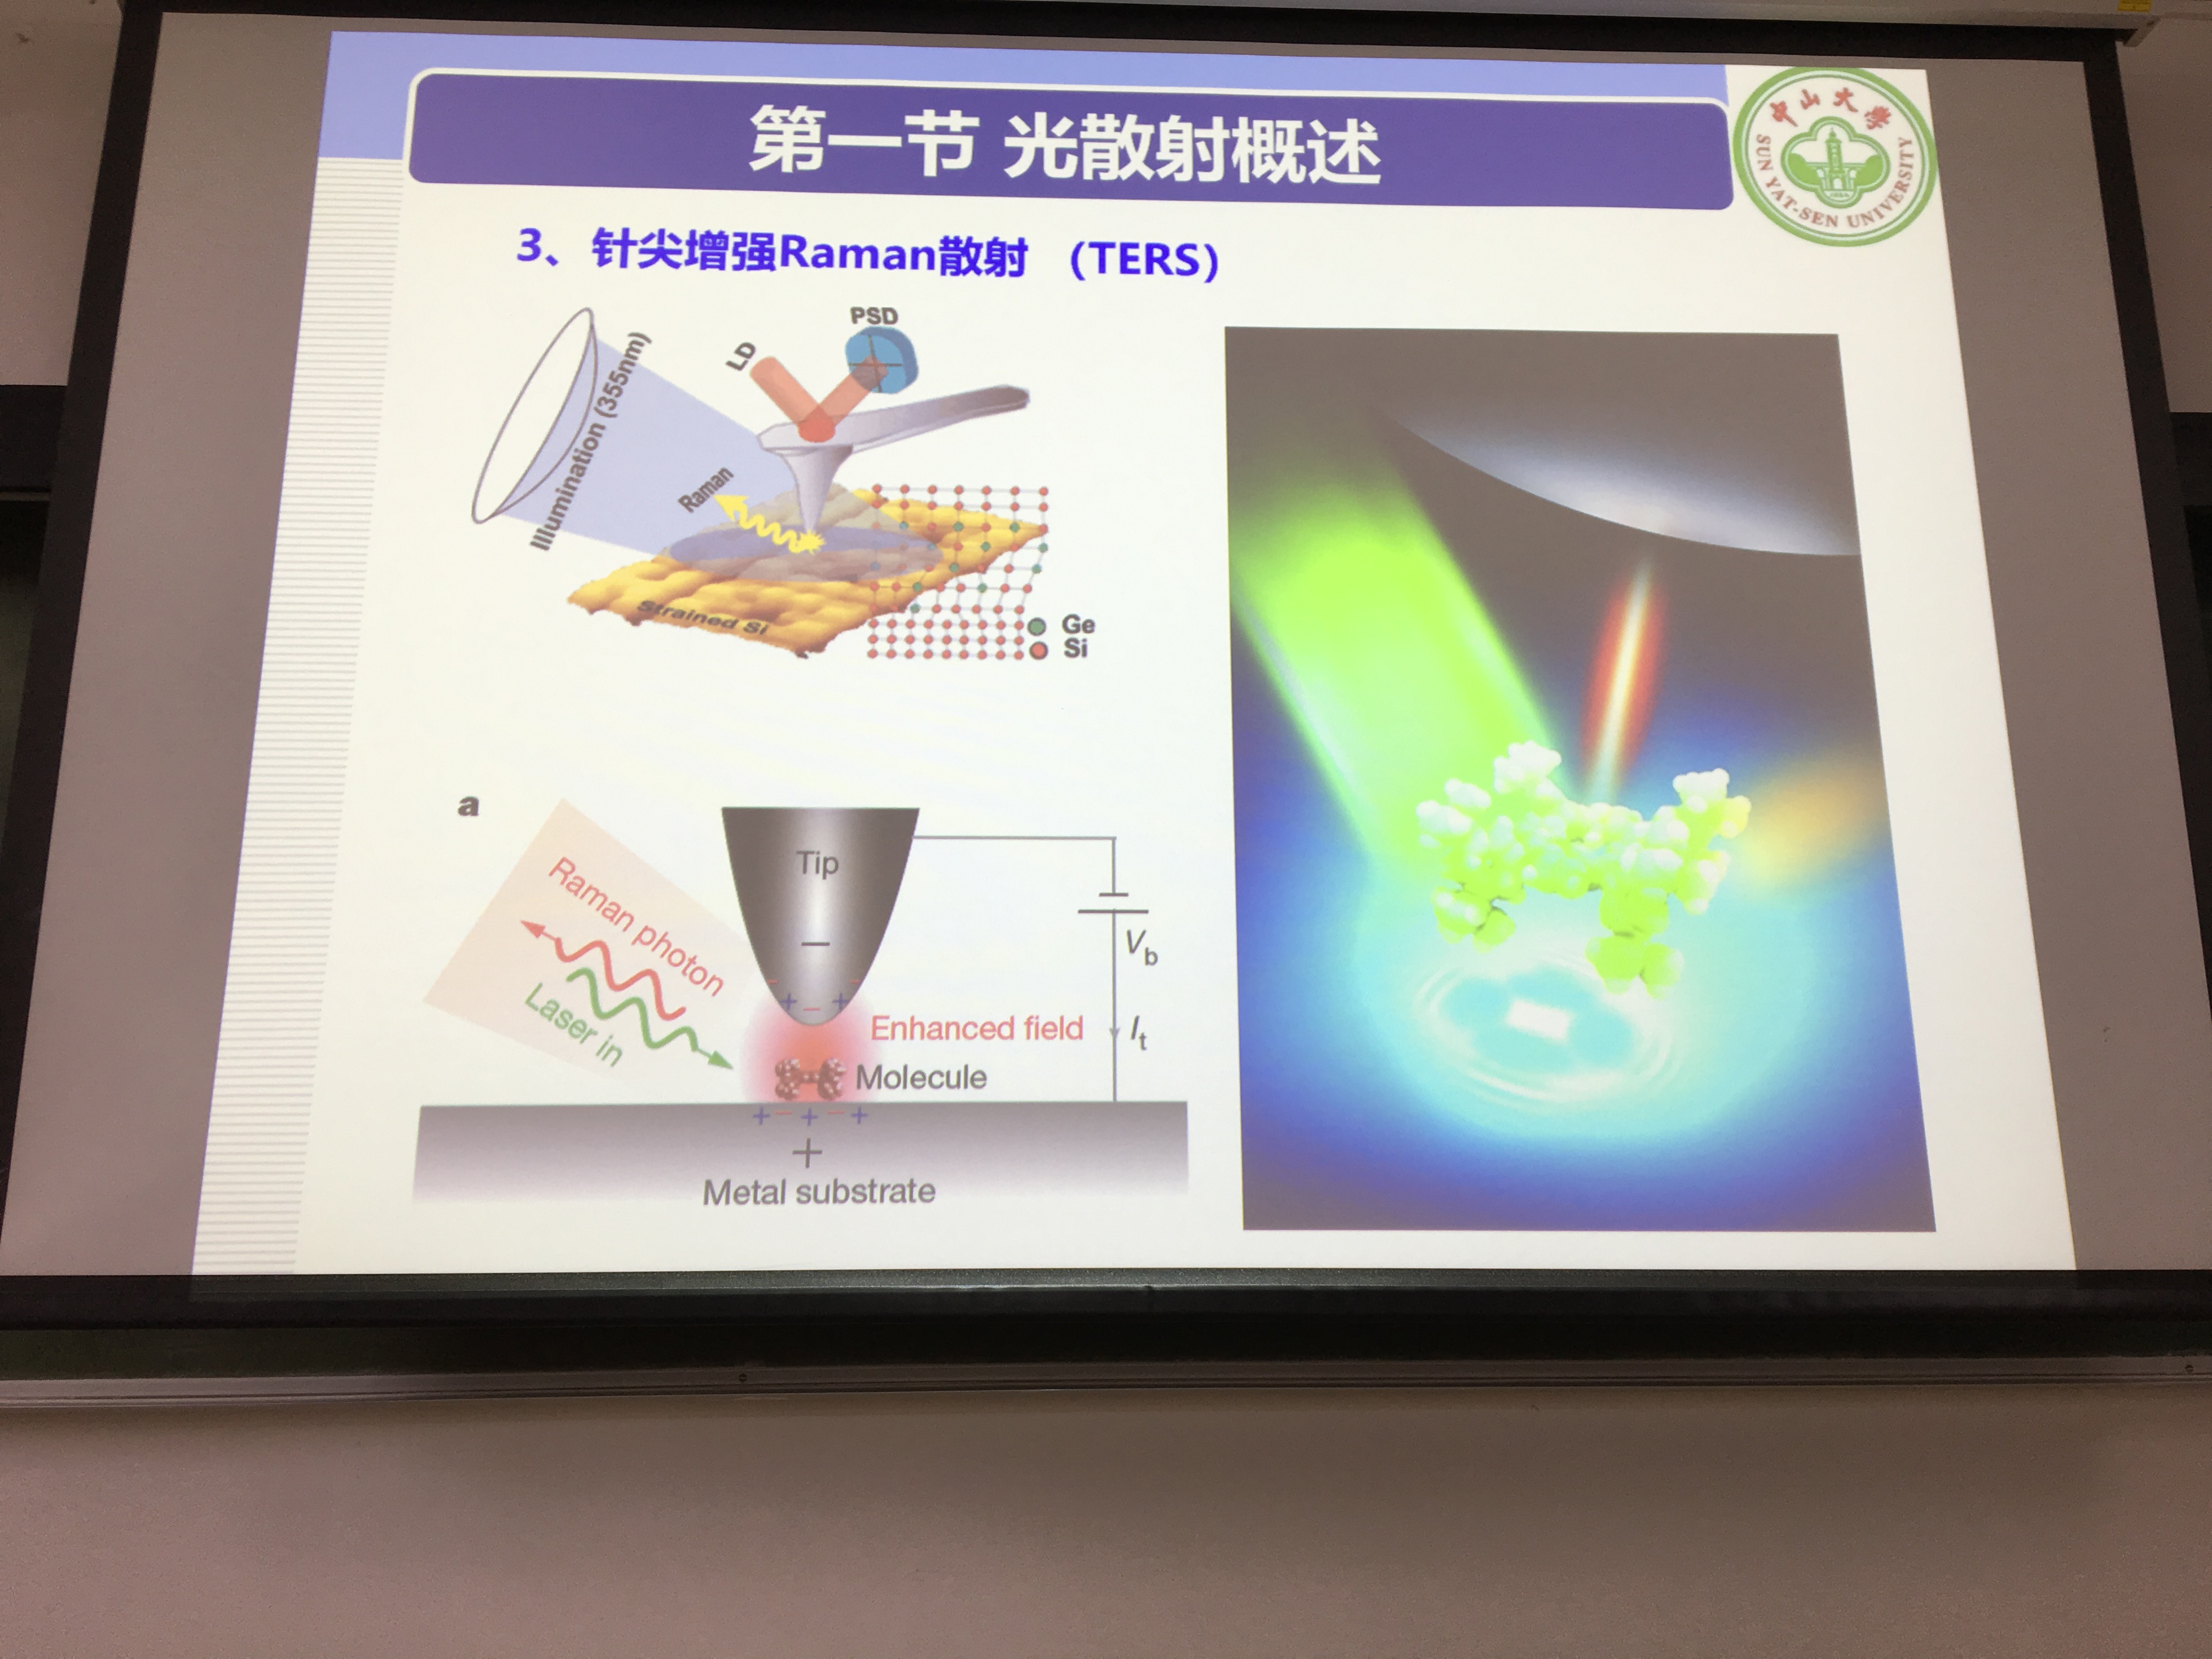 第一节 光散射概述
中山大学
SUN YAT-SEN UNIVERSITY
3、针尖增强Raman散射 （TERS）
PSD
LD
Illumination (355nm)
Raman
Strained Si
Ge
Si
a
Tip
−
Raman photon
Laser in
V_b
Enhanced field
I_t
Molecule
+ − + − +
+
Metal substrate